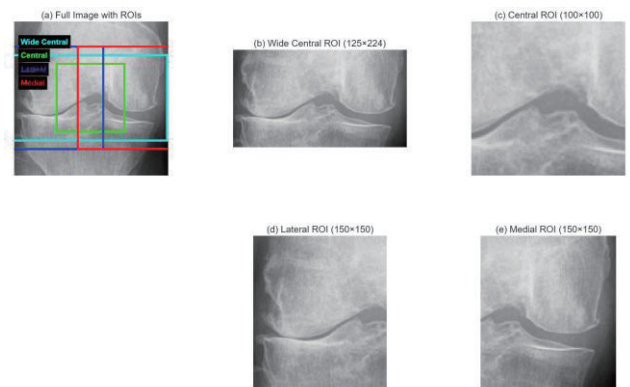 (a) Full Image with ROIs
Wide Central
Central
Lateral
Medial
(b) Wide Central ROI (125×224)
(c) Central ROI (100×100)
(d) Lateral ROI (150×150)
(e) Medial ROI (150×150)